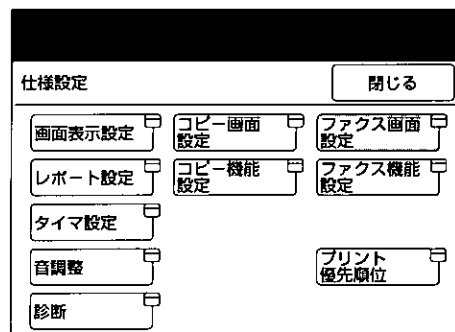 仕様設定
閉じる
画面表示設定
コピー画面
設定
ファクス画面
設定
レポート設定
コピー機能
設定
ファクス機能
設定
タイマ設定
音調整
プリント
優先順位
診断